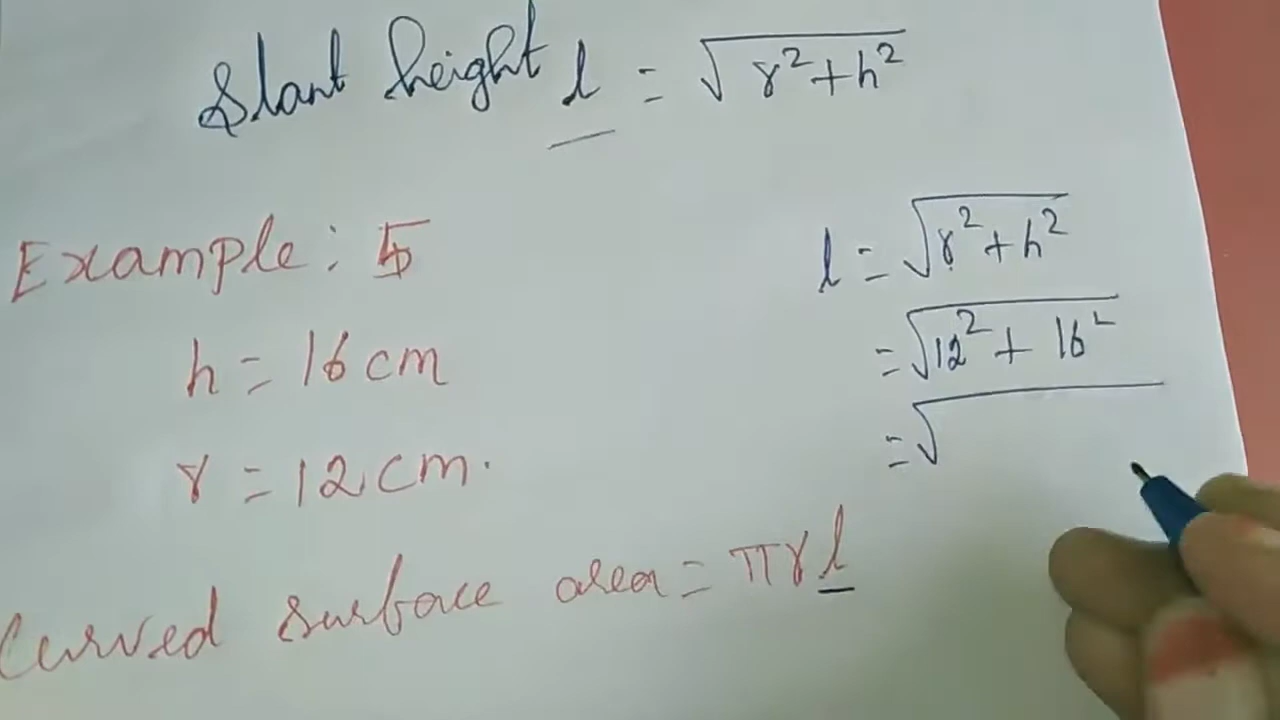 Slant height l = √r²+h²
Example: 5
h = 16 cm
r = 12 cm.
Curved surface area = πrl
l = √r²+h²
= √12² + 16²
= √